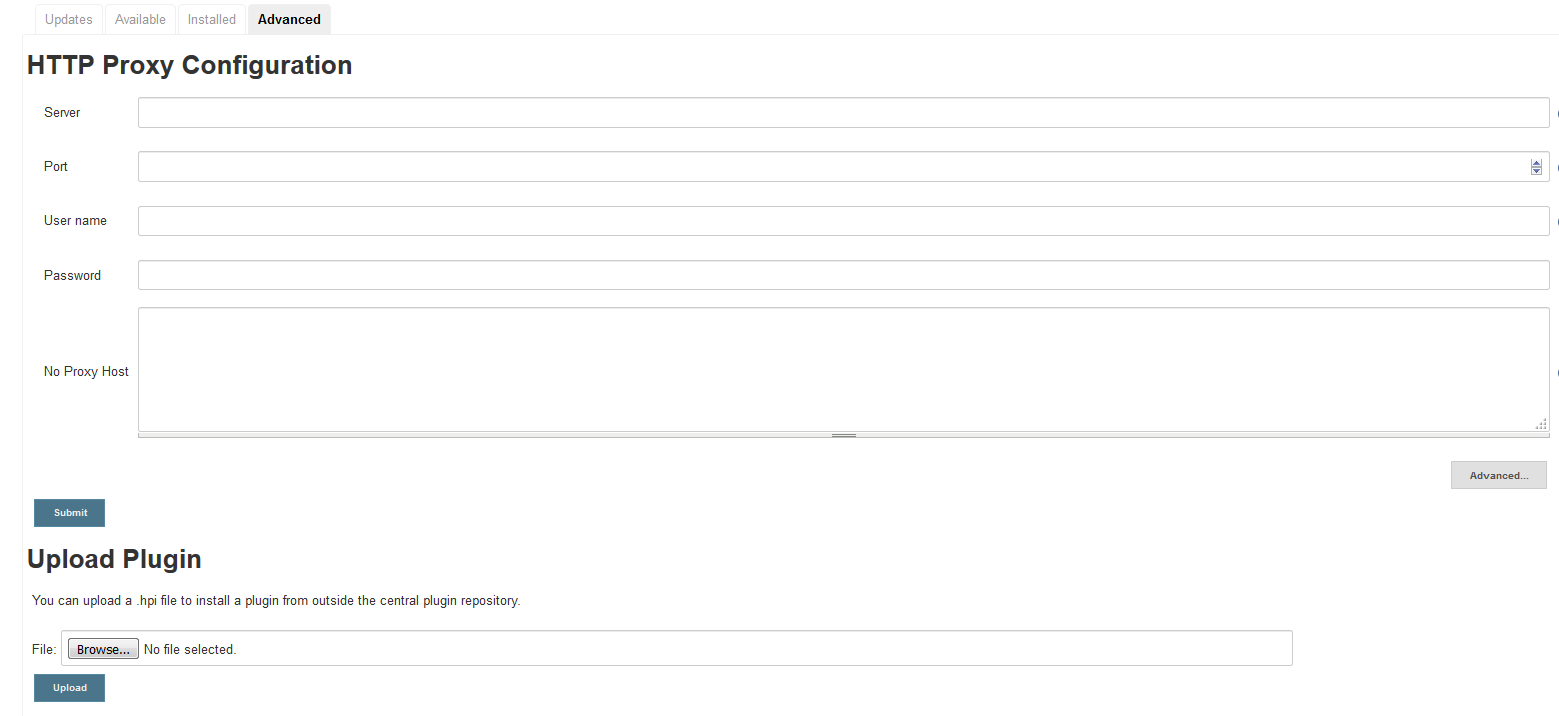 Updates Available Installed Advanced
HTTP Proxy Configuration
Server
Port
User name
Password
No Proxy Host
Advanced...
Submit
Upload Plugin
You can upload a .hpi file to install a plugin from outside the central plugin repository.
File: Browse... No file selected.
Upload